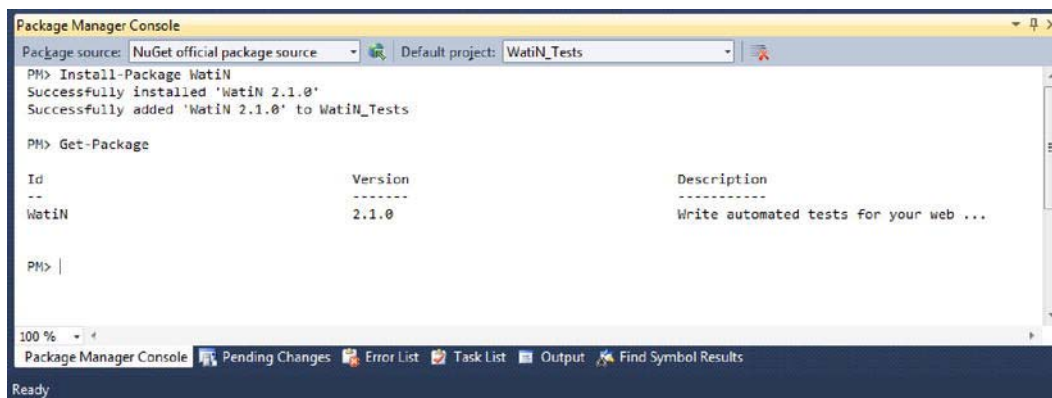 Package Manager Console
Package source: NuGet official package source Default project: WatiN_Tests
PM> Install-Package WatiN
Successfully installed 'WatiN 2.1.0'
Successfully added 'WatiN 2.1.0' to WatiN_Tests
PM> Get-Package
Id Version Description
-- ------- -----------
WatiN 2.1.0 Write automated tests for your web ...
PM>
100 %
Package Manager Console Pending Changes Error List Task List Output Find Symbol Results
Ready